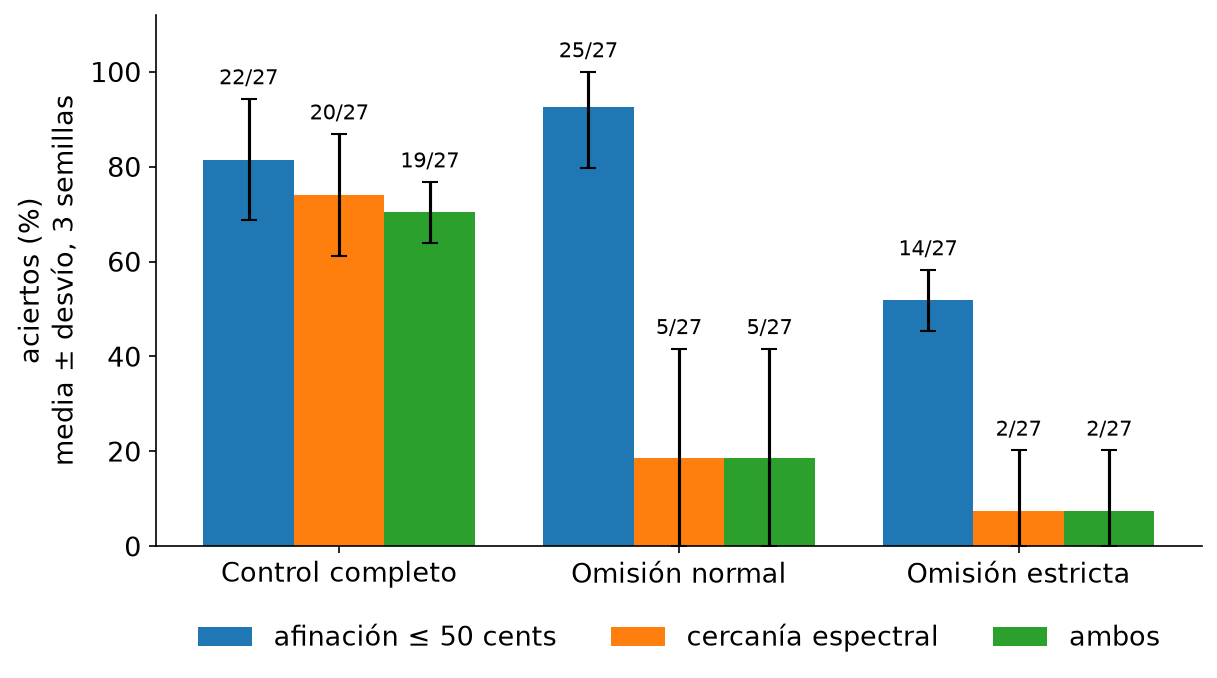 aciertos (%)
media ± desvío, 3 semillas
100
80
60
40
20
0
22/27
20/27
19/27
25/27
5/27
5/27
14/27
2/27
2/27
Control completo
Omisión normal
Omisión estricta
afinación ≤ 50 cents
cercanía espectral
ambos